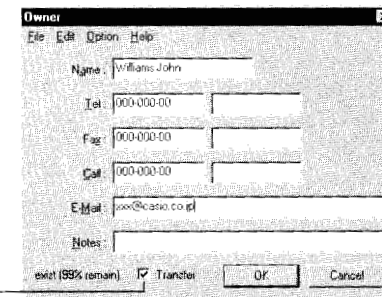 Owner
File Edit Option Help
Name: Williams John
Tel: 000-000-00
Fax: 000-000-00
Call: 000-000-00
E-Mail: xxx@casio.co.jp
Notes:
exist (99% remain) Transfer OK Cancel